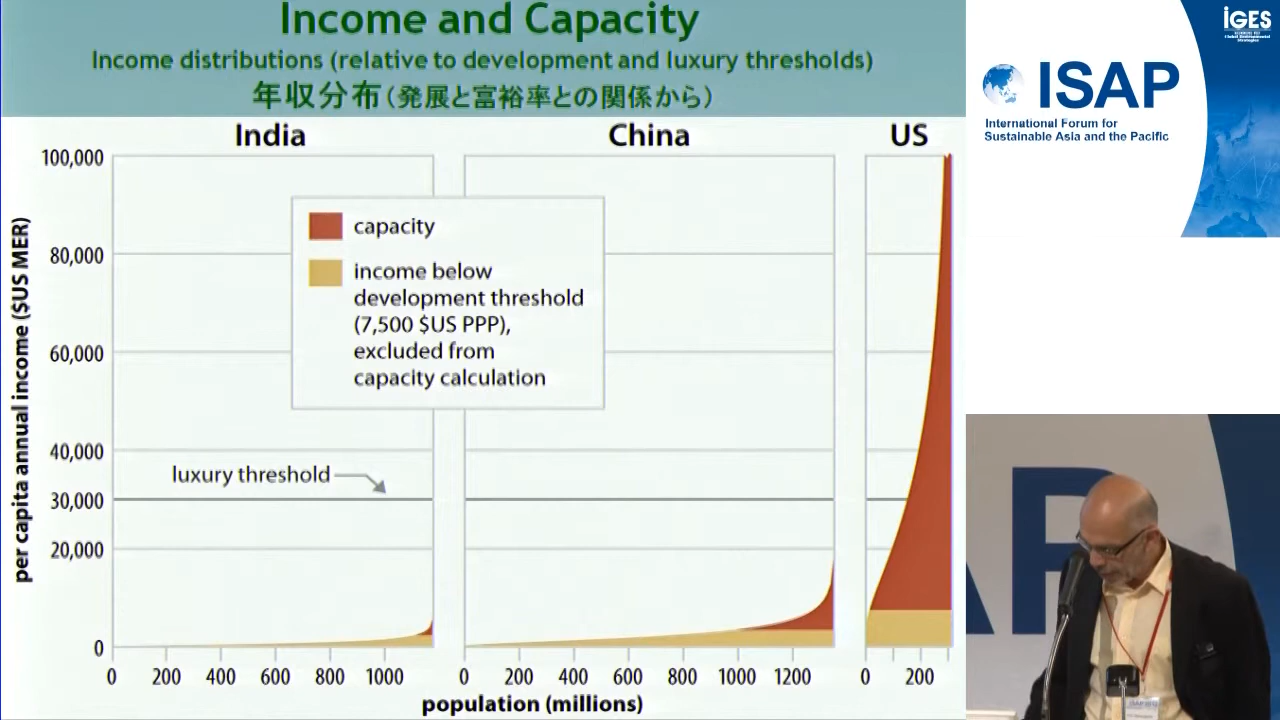 Income and Capacity
Income distributions (relative to development and luxury thresholds)
年収分布（発展と富裕率との関係から）
India
China
US
per capita annual income ($US MER)
100,000
80,000
60,000
40,000
30,000
20,000
0
capacity
income below
development threshold
(7,500 $US PPP),
excluded from
capacity calculation
luxury threshold
0 200 400 600 800 1000
0 200 400 600 800 1000 1200
0 200
population (millions)
IGES
ISAP
International Forum for
Sustainable Asia and the Pacific
AP